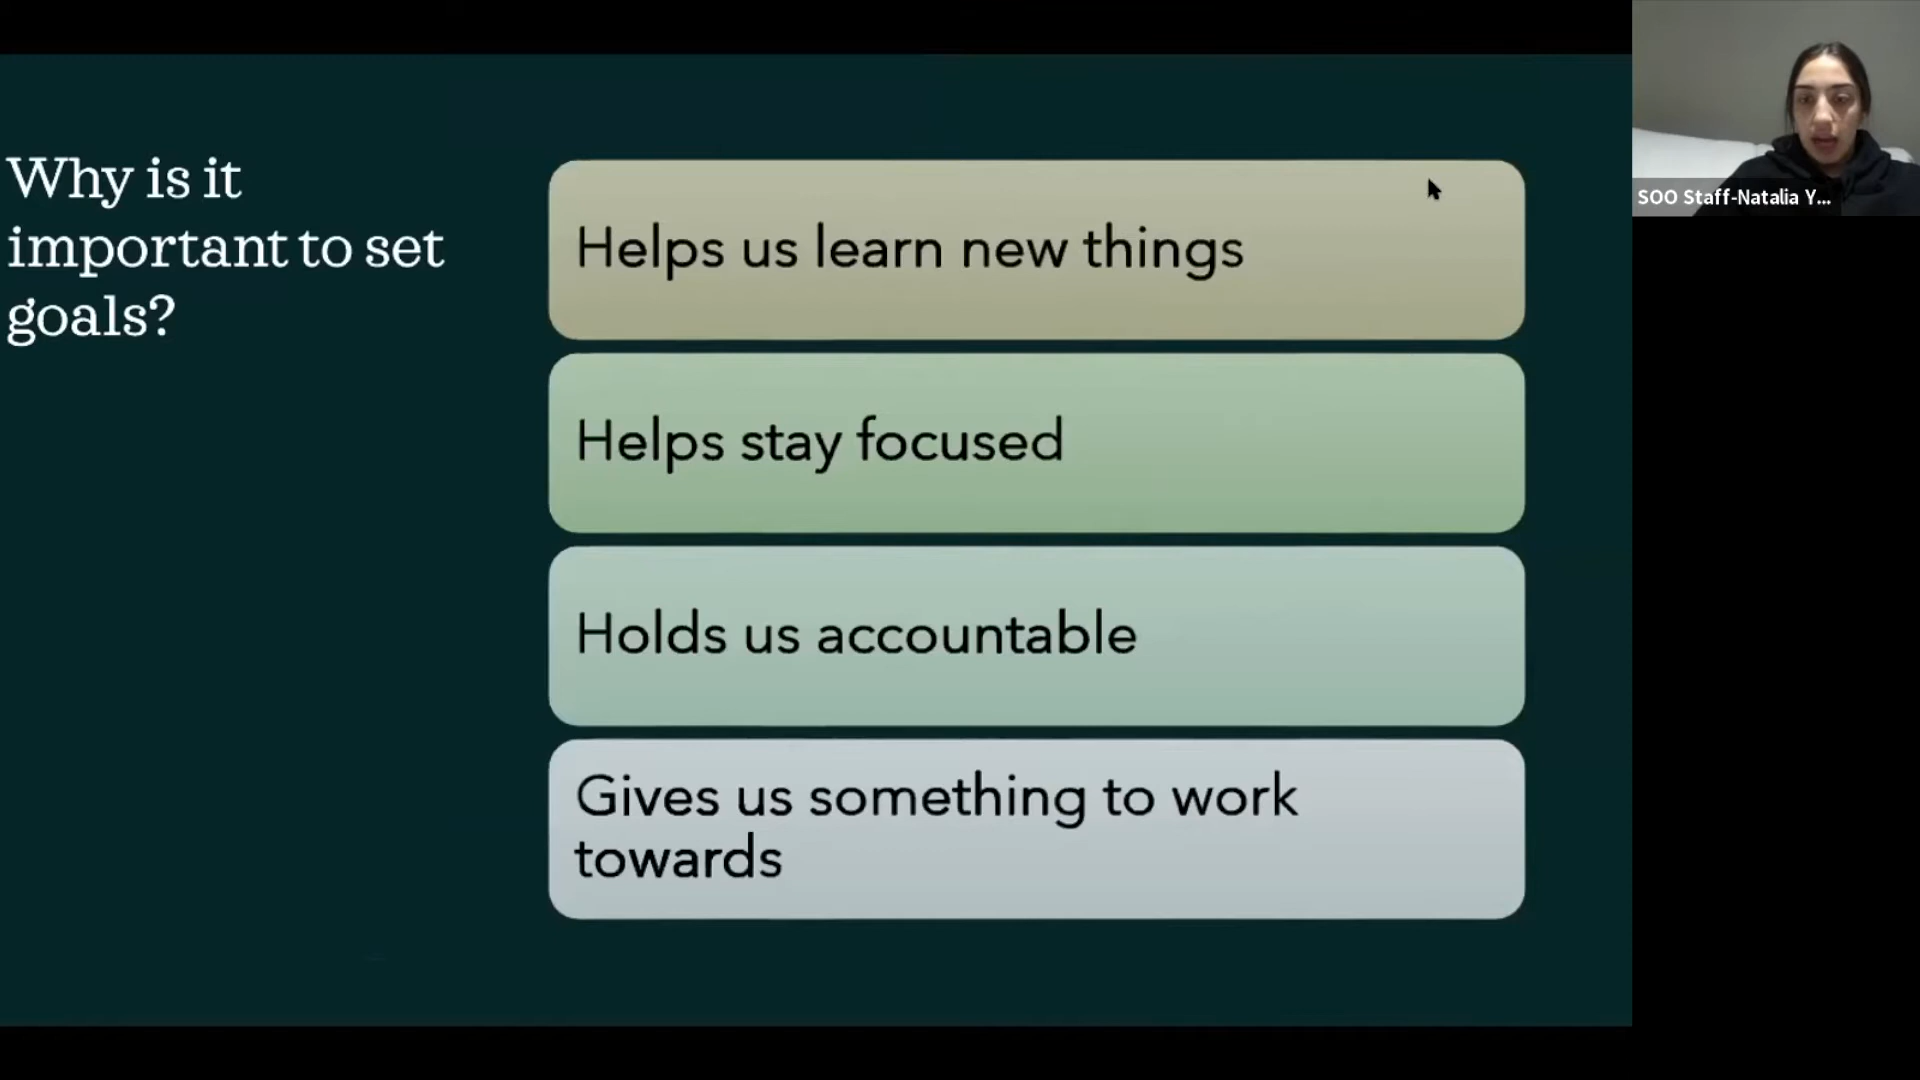 Why is it
important to set
goals?
Helps us learn new things
Helps stay focused
Holds us accountable
Gives us something to work
towards
SOO Staff-Natalia Y...